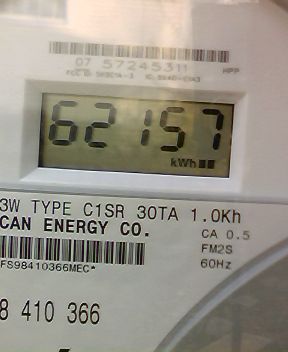 07 57245311
HPP
62157
kWh
3W TYPE C1SR 30TA 1.0Kh
CAN ENERGY CO.
CA 0.5
FM2S
60Hz
FS98410366MEC*
8 410 366